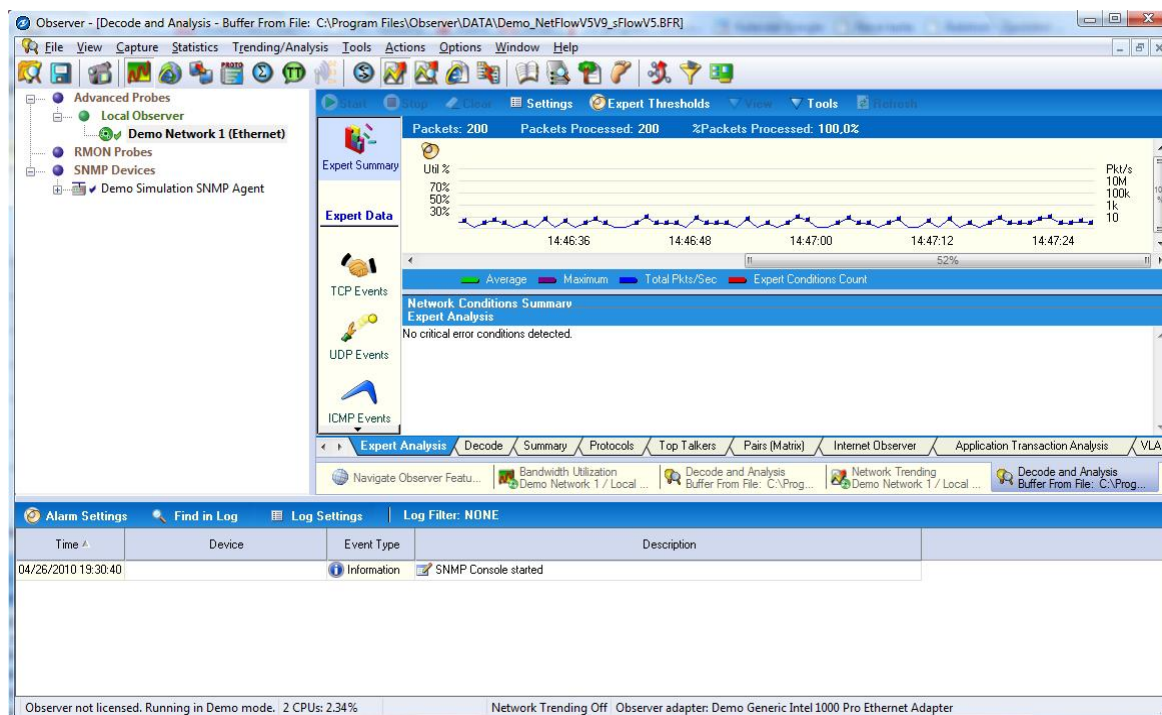 Observer - [Decode and Analysis - Buffer From File: C:\Program Files\Observer\DATA\Demo_NetFlowV5V9_sFlowV5.BFR]
File View Capture Statistics Trending/Analysis Tools Actions Options Window Help
Advanced Probes
Local Observer
Demo Network 1 (Ethernet)
RMON Probes
SNMP Devices
Demo Simulation SNMP Agent
Start Stop Clear Settings Expert Thresholds View Tools Refresh
Expert Summary
Expert Data
TCP Events
UDP Events
ICMP Events
Packets: 200 Packets Processed: 200 %Packets Processed: 100,0%
Util %
70%
50%
30%
Pkt/s
10M
100k
1k
10
14:46:36 14:46:48 14:47:00 14:47:12 14:47:24
52%
Average Maximum Total Pkts/Sec Expert Conditions Count
Network Conditions Summary
Expert Analysis
No critical error conditions detected.
Expert Analysis Decode Summary Protocols Top Talkers Pairs (Matrix) Internet Observer Application Transaction Analysis VLA
Navigate Observer Featu...
Bandwidth Utilization
Demo Network 1 / Local ...
Decode and Analysis
Buffer From File: C:\Prog...
Network Trending
Demo Network 1 / Local ...
Decode and Analysis
Buffer From File: C:\Prog...
Alarm Settings Find in Log Log Settings Log Filter: NONE
Time Device Event Type Description
04/26/2010 19:30:40 Information SNMP Console started
Observer not licensed. Running in Demo mode. 2 CPUs: 2.34% Network Trending Off Observer adapter: Demo Generic Intel 1000 Pro Ethernet Adapter